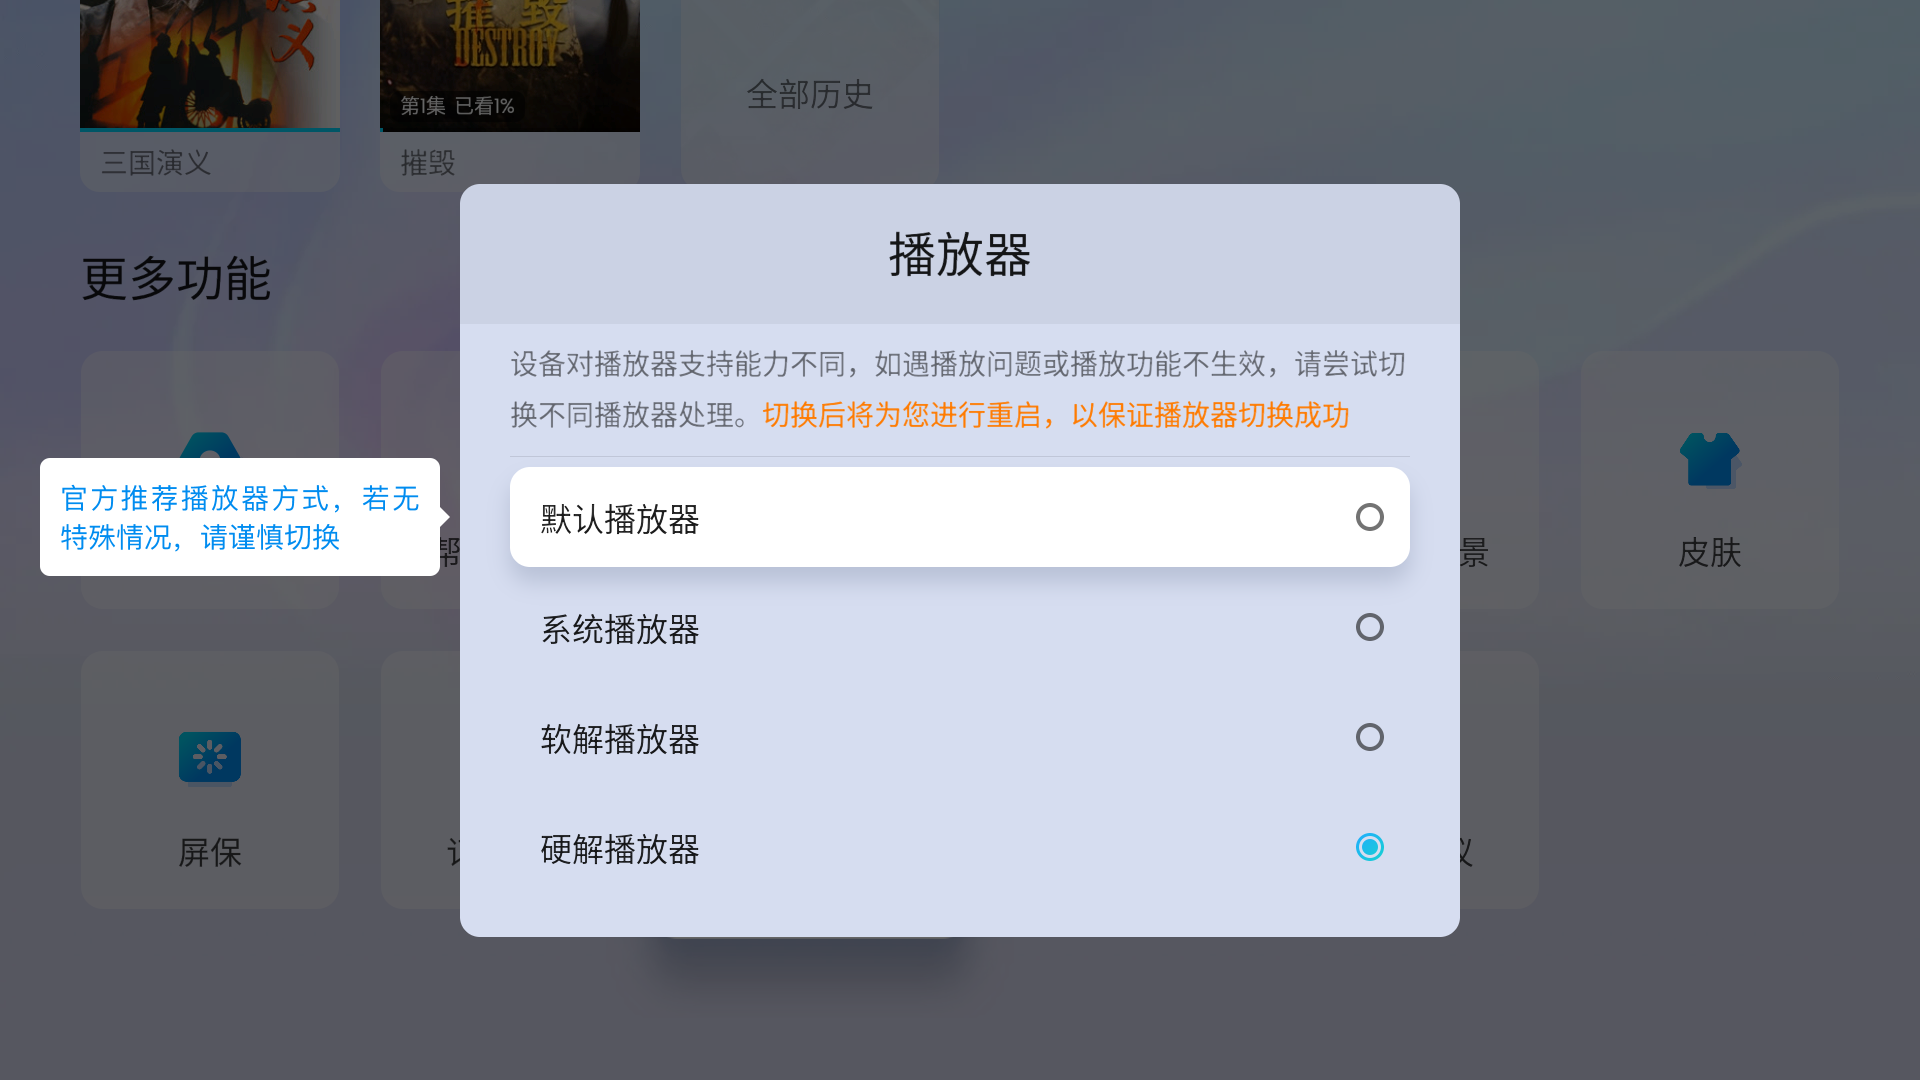 义
摧毁
DESTROY
全部历史
第1集 已看1%
三国演义
摧毁
播放器
更多功能
设备对播放器支持能力不同，如遇播放问题或播放功能不生效，请尝试切
换不同播放器处理。切换后将为您进行重启，以保证播放器切换成功
官方推荐播放器方式，若无
特殊情况，请谨慎切换
默认播放器
帮
景
皮肤
系统播放器
软解播放器
硬解播放器
屏保